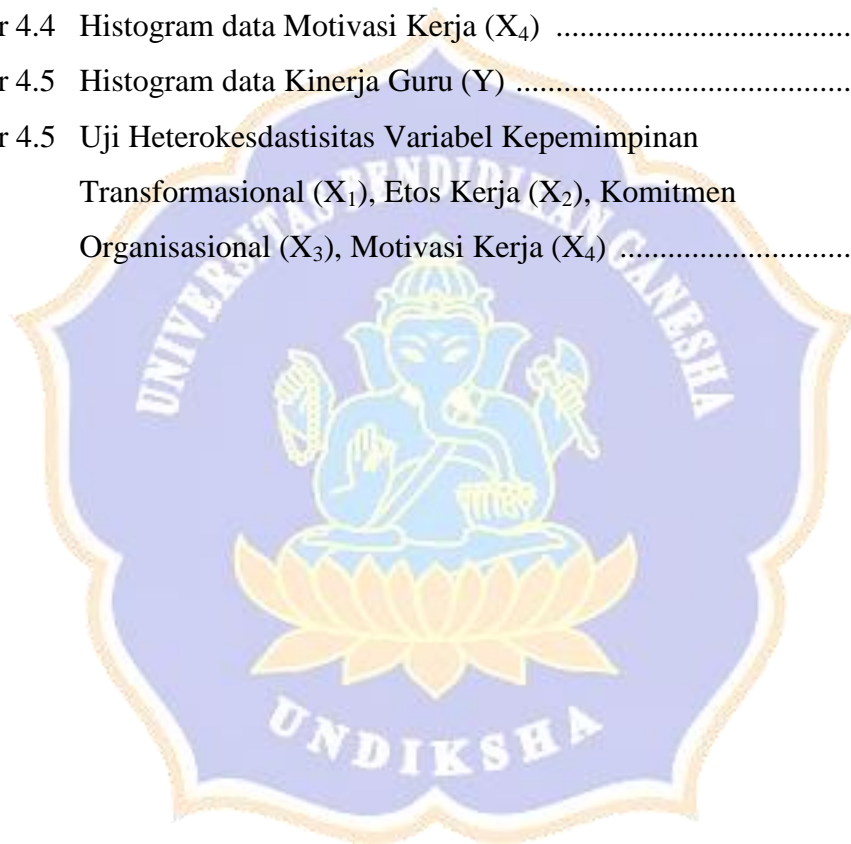 r 4.4 Histogram data Motivasi Kerja (X₄) ....................................
r 4.5 Histogram data Kinerja Guru (Y) .........................................
r 4.5 Uji Heterokesdastisitas Variabel Kepemimpinan
Transformasional (X₁), Etos Kerja (X₂), Komitmen
Organisasional (X₃), Motivasi Kerja (X₄) ............................
UNIVERSITAS PENDIDIKAN GANESHA
UNDIKSHA